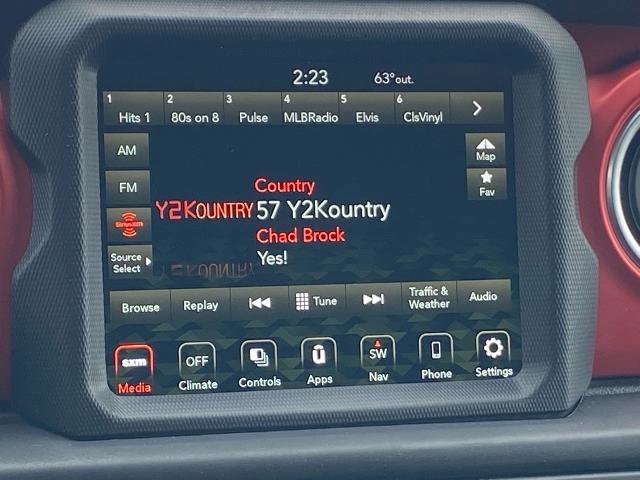 2:23 63° out.
1 2 3 4 5 6
Hits 1 80s on 8 Pulse MLBRadio Elvis ClsVinyl
AM
Map
FM
Fav
Country
Y2KOUNTRY 57 Y2Kountry
SiriusXM
Chad Brock
Source
Select
Yes!
Y2KOUNTRY
Browse Replay Tune Traffic &
Weather Audio
sxm OFF SW
Media Climate Controls Apps Nav Phone Settings